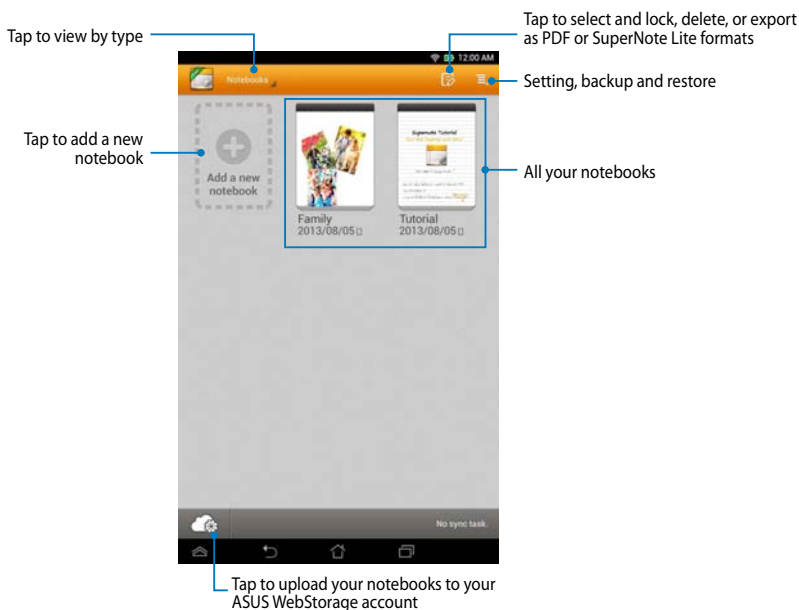 Tap to select and lock, delete, or export
as PDF or SuperNote Lite formats
Tap to view by type
12:00 AM
Notebooks
Setting, backup and restore
Tap to add a new
notebook
Add a new
notebook
Supernote Tutorial
All your notebooks
Family
2013/08/05
Tutorial
2013/08/05
No sync task.
Tap to upload your notebooks to your
ASUS WebStorage account